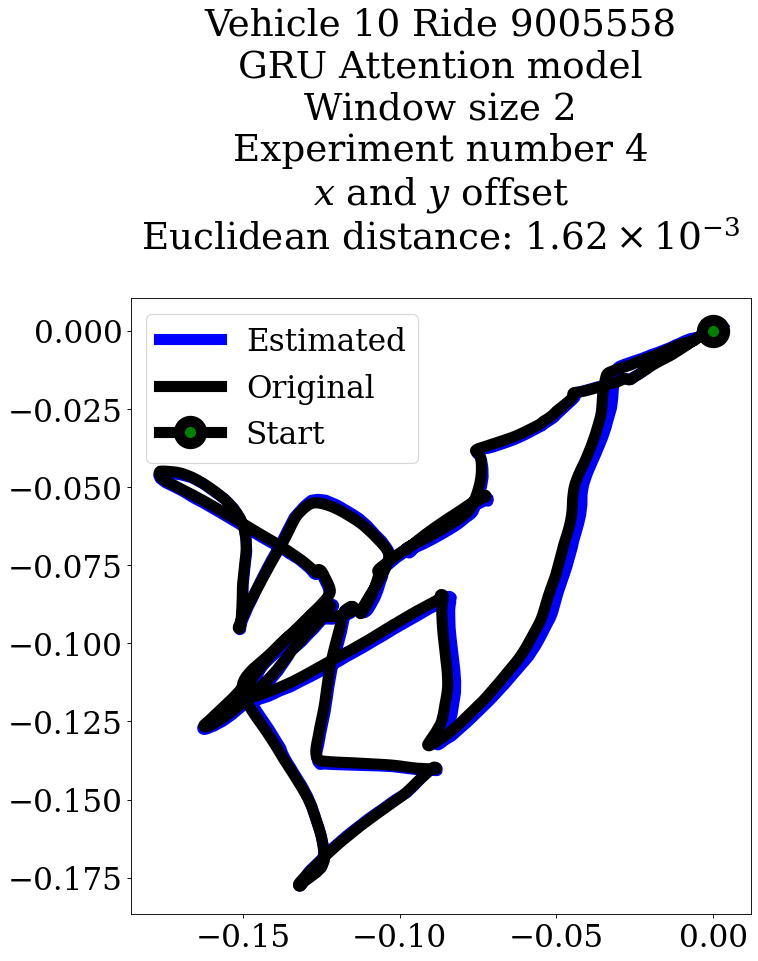 Vehicle 10 Ride 9005558
GRU Attention model
Window size 2
Experiment number 4
x and y offset
Euclidean distance: 1.62 × 10⁻³
Estimated
Original
Start
0.000
−0.025
−0.050
−0.075
−0.100
−0.125
−0.150
−0.175
−0.15 −0.10 −0.05 0.00